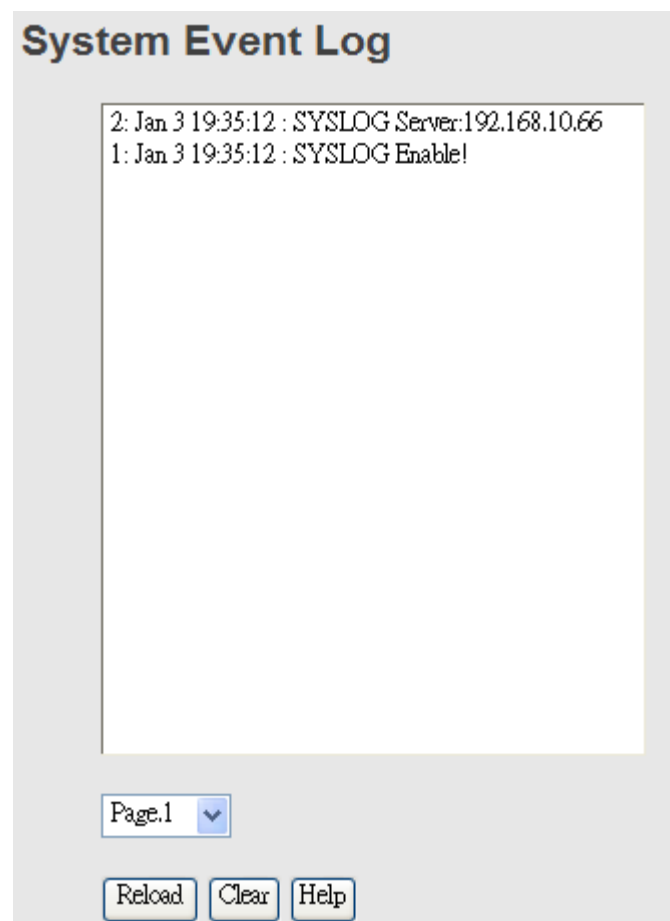 System Event Log
2: Jan 3 19:35:12 : SYSLOG Server:192.168.10.66
1: Jan 3 19:35:12 : SYSLOG Enable!
Page.1
Reload Clear Help